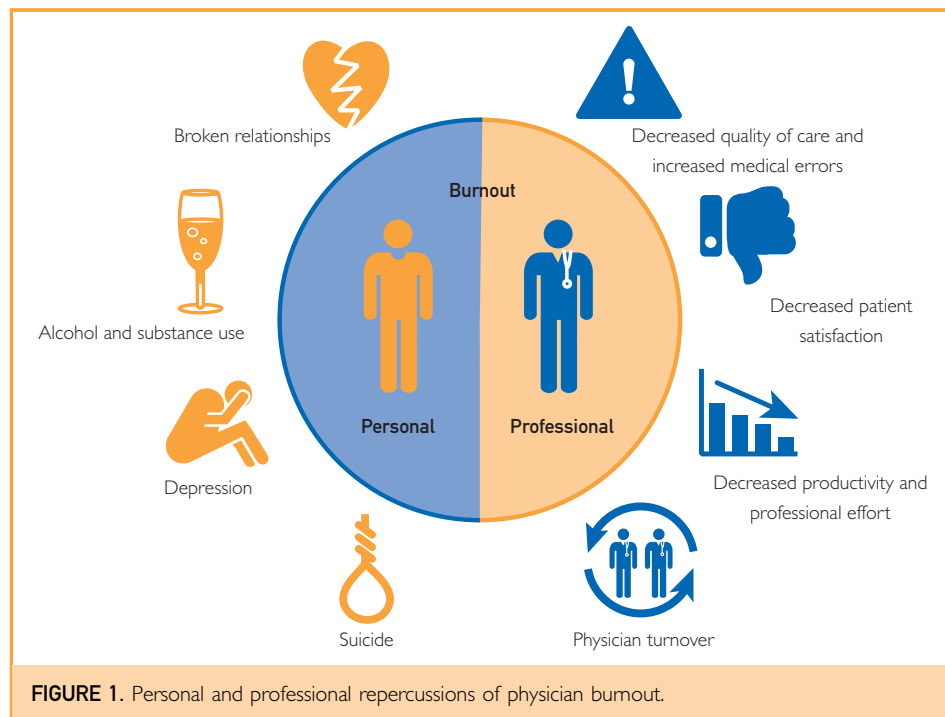 Broken relationships
Decreased quality of care and
increased medical errors
Burnout
Alcohol and substance use
Decreased patient
satisfaction
Personal
Professional
Depression
Decreased productivity and
professional effort
Suicide
Physician turnover
FIGURE 1. Personal and professional repercussions of physician burnout.